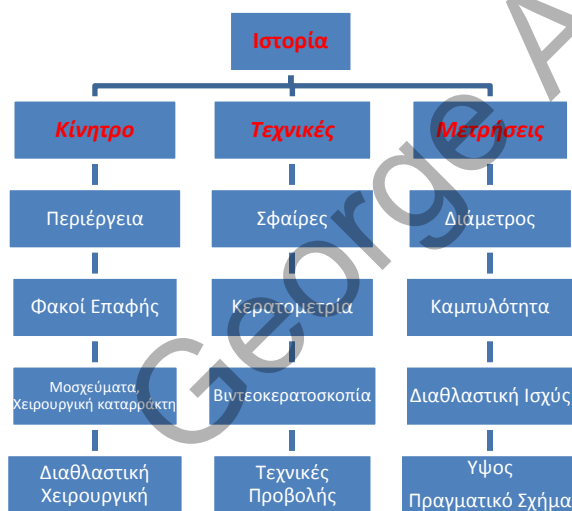 Ιστορία
Κίνητρο
Τεχνικές
Μετρήσεις
Περιέργεια
Σφαίρες
Διάμετρος
Φακοί Επαφής
Κερατομετρία
Καμπυλότητα
Μοσχεύματα,
Χειρουργική καταρράκτη
Βιντεοκερατοσκοπία
Διαθλαστική Ισχύς
Διαθλαστική
Χειρουργική
Τεχνικές
Προβολής
Υψος
Πραγματικό Σχήμα
George A